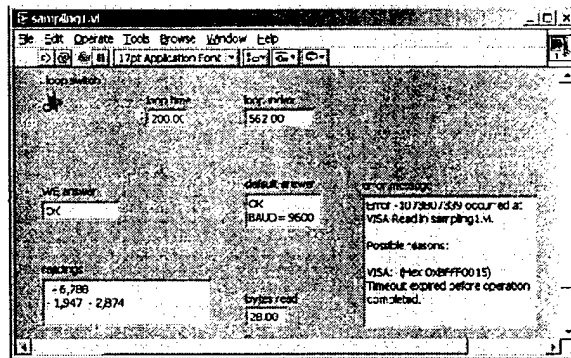 sampling1.vi
File Edit Operate Tools Browse Window Help
17pt Application Font
loop switch
loop time
200.00
loop index
562.00
WE answer
OK
default answer
OK
BAUD= 9600
error message
Error -1073807339 occurred at
VISA Read in sampling1.vi.
Possible reasons:
VISA: (Hex 0xBFFF0015)
Timeout expired before operation
completed.
readings
- 6,788
- 1,947 - 2,874
bytes read
28.00